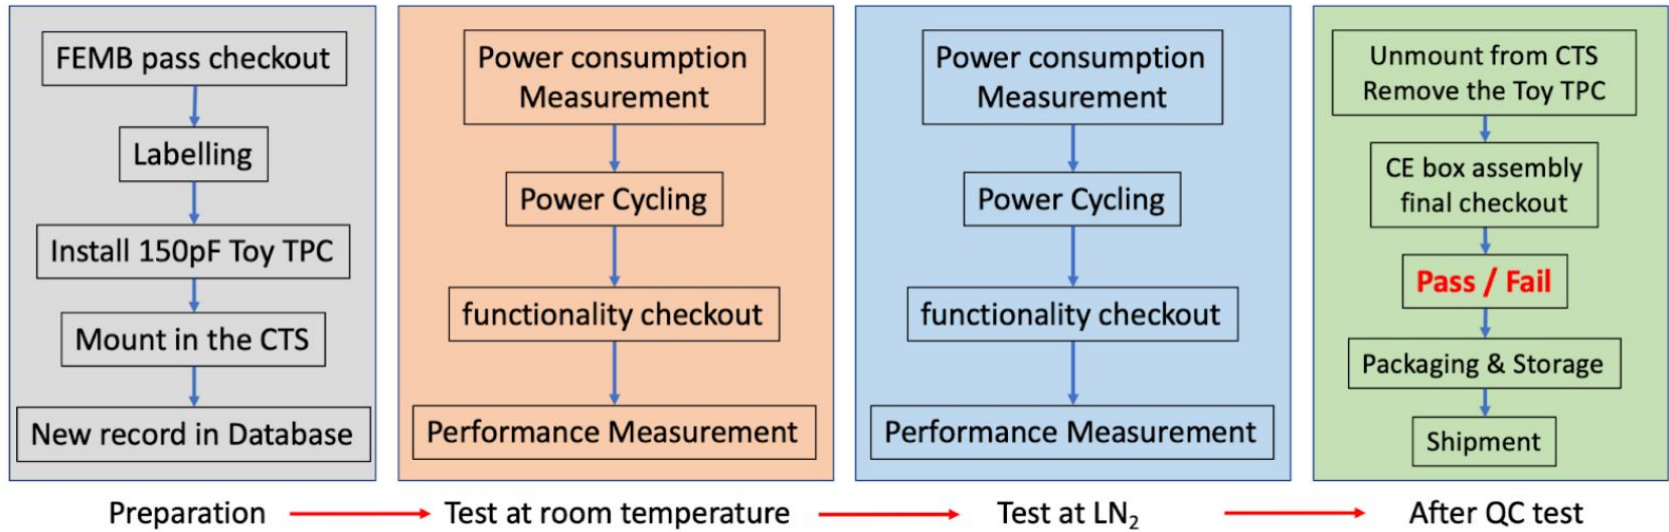 FEMB pass checkout
Labelling
Install 150pF Toy TPC
Mount in the CTS
New record in Database
Power consumption
Measurement
Power Cycling
functionality checkout
Performance Measurement
Power consumption
Measurement
Power Cycling
functionality checkout
Performance Measurement
Unmount from CTS
Remove the Toy TPC
CE box assembly
final checkout
Pass / Fail
Packaging & Storage
Shipment
Preparation
Test at room temperature
Test at LN₂
After QC test